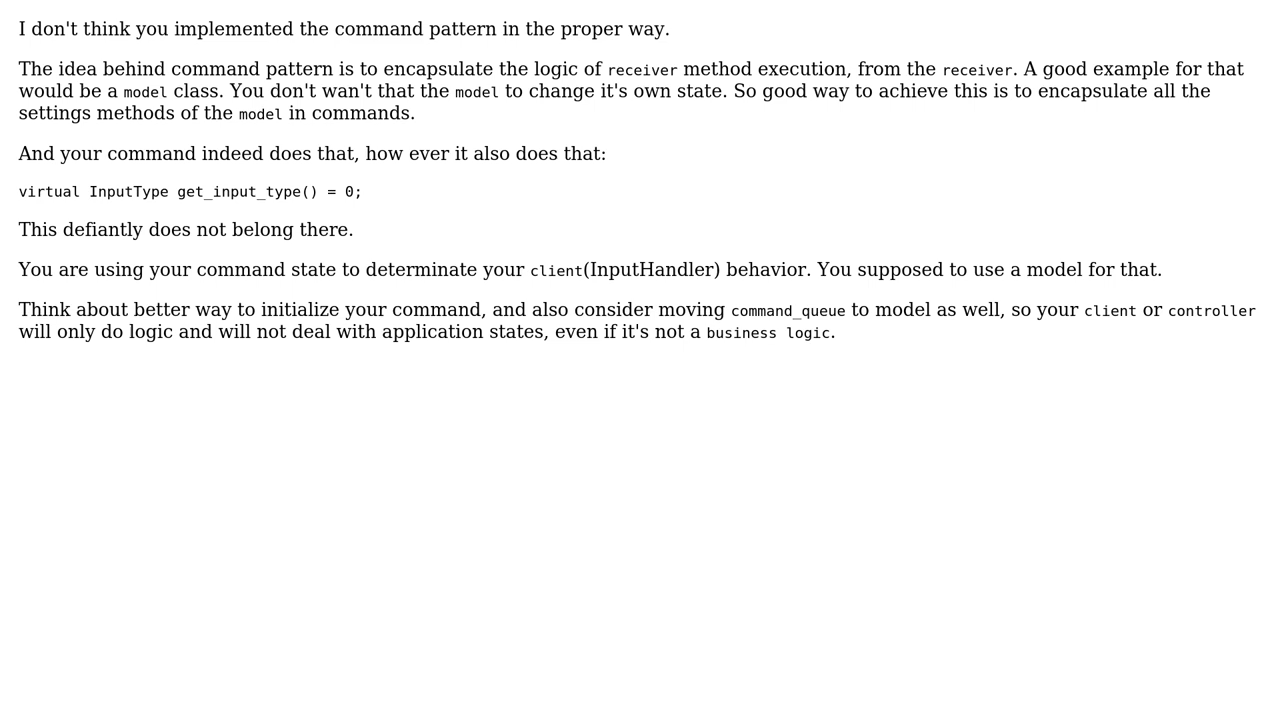 I don't think you implemented the command pattern in the proper way.
The idea behind command pattern is to encapsulate the logic of receiver method execution, from the receiver. A good example for that
would be a model class. You don't wan't that the model to change it's own state. So good way to achieve this is to encapsulate all the
settings methods of the model in commands.
And your command indeed does that, how ever it also does that:
virtual InputType get_input_type() = 0;
This defiantly does not belong there.
You are using your command state to determinate your client(InputHandler) behavior. You supposed to use a model for that.
Think about better way to initialize your command, and also consider moving command_queue to model as well, so your client or controller
will only do logic and will not deal with application states, even if it's not a business logic.